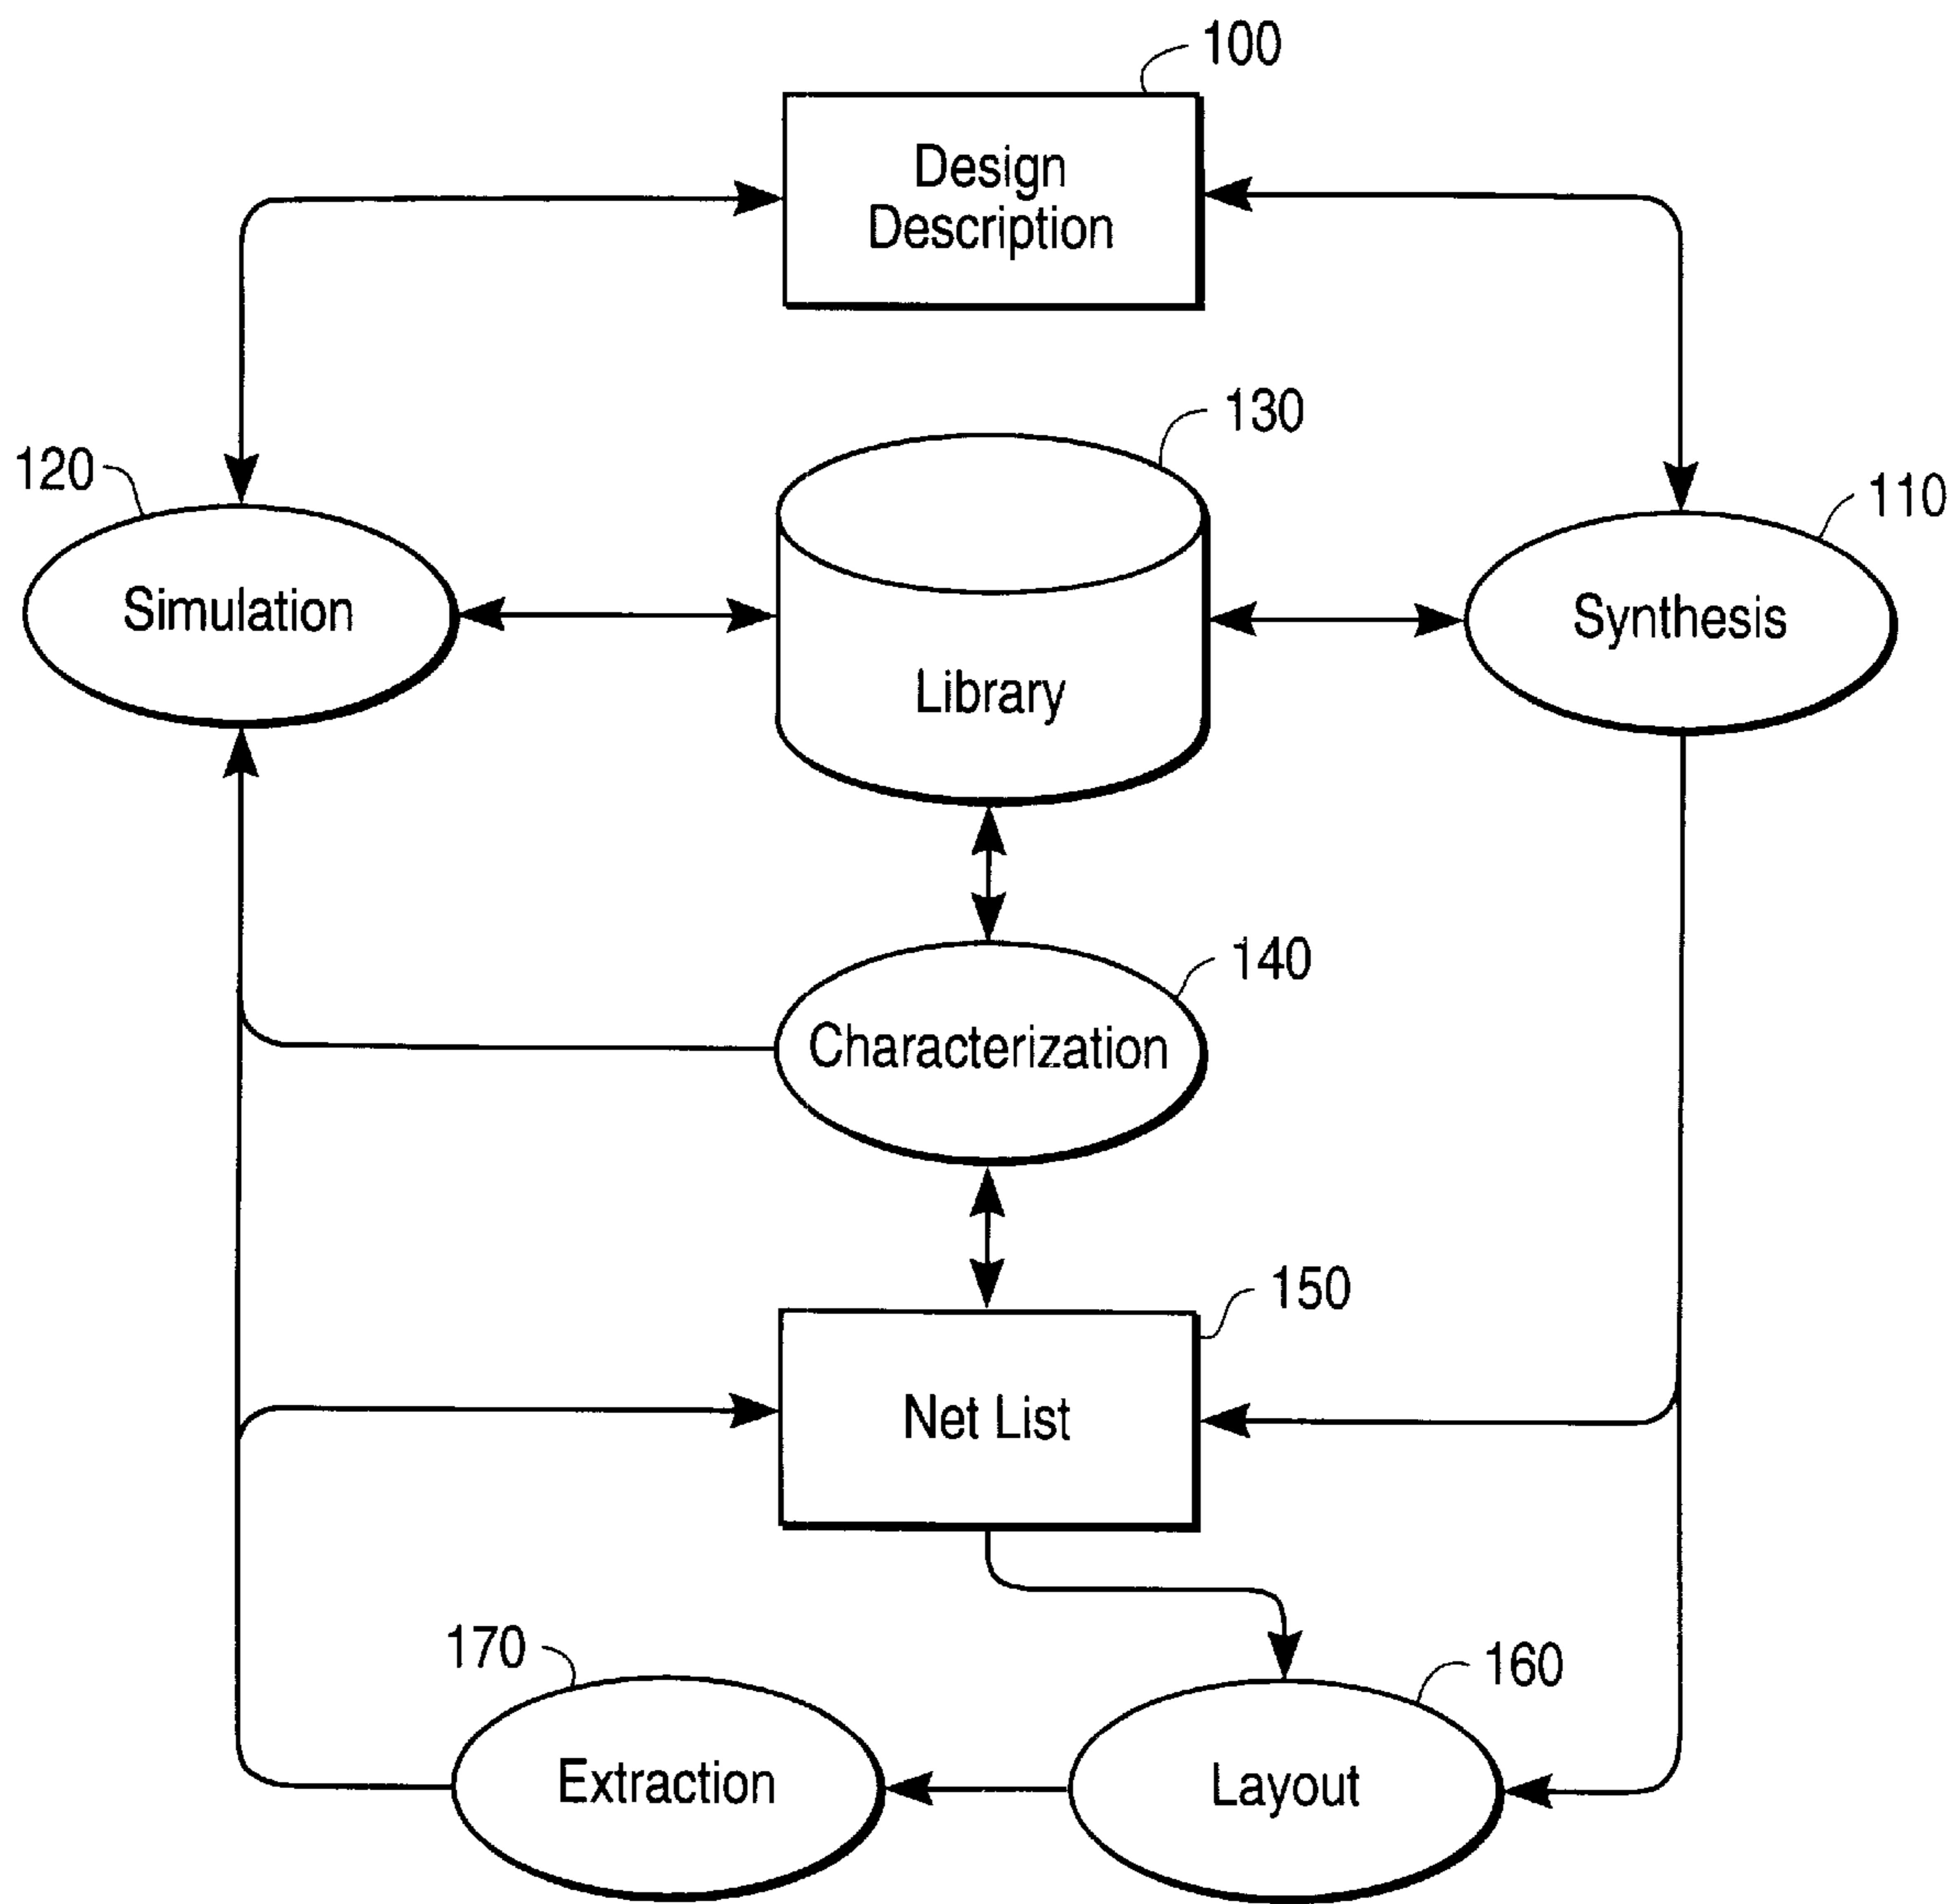 100
Design
Description
130
120
110
Simulation
Library
Synthesis
140
Characterization
150
Net List
170
160
Extraction
Layout